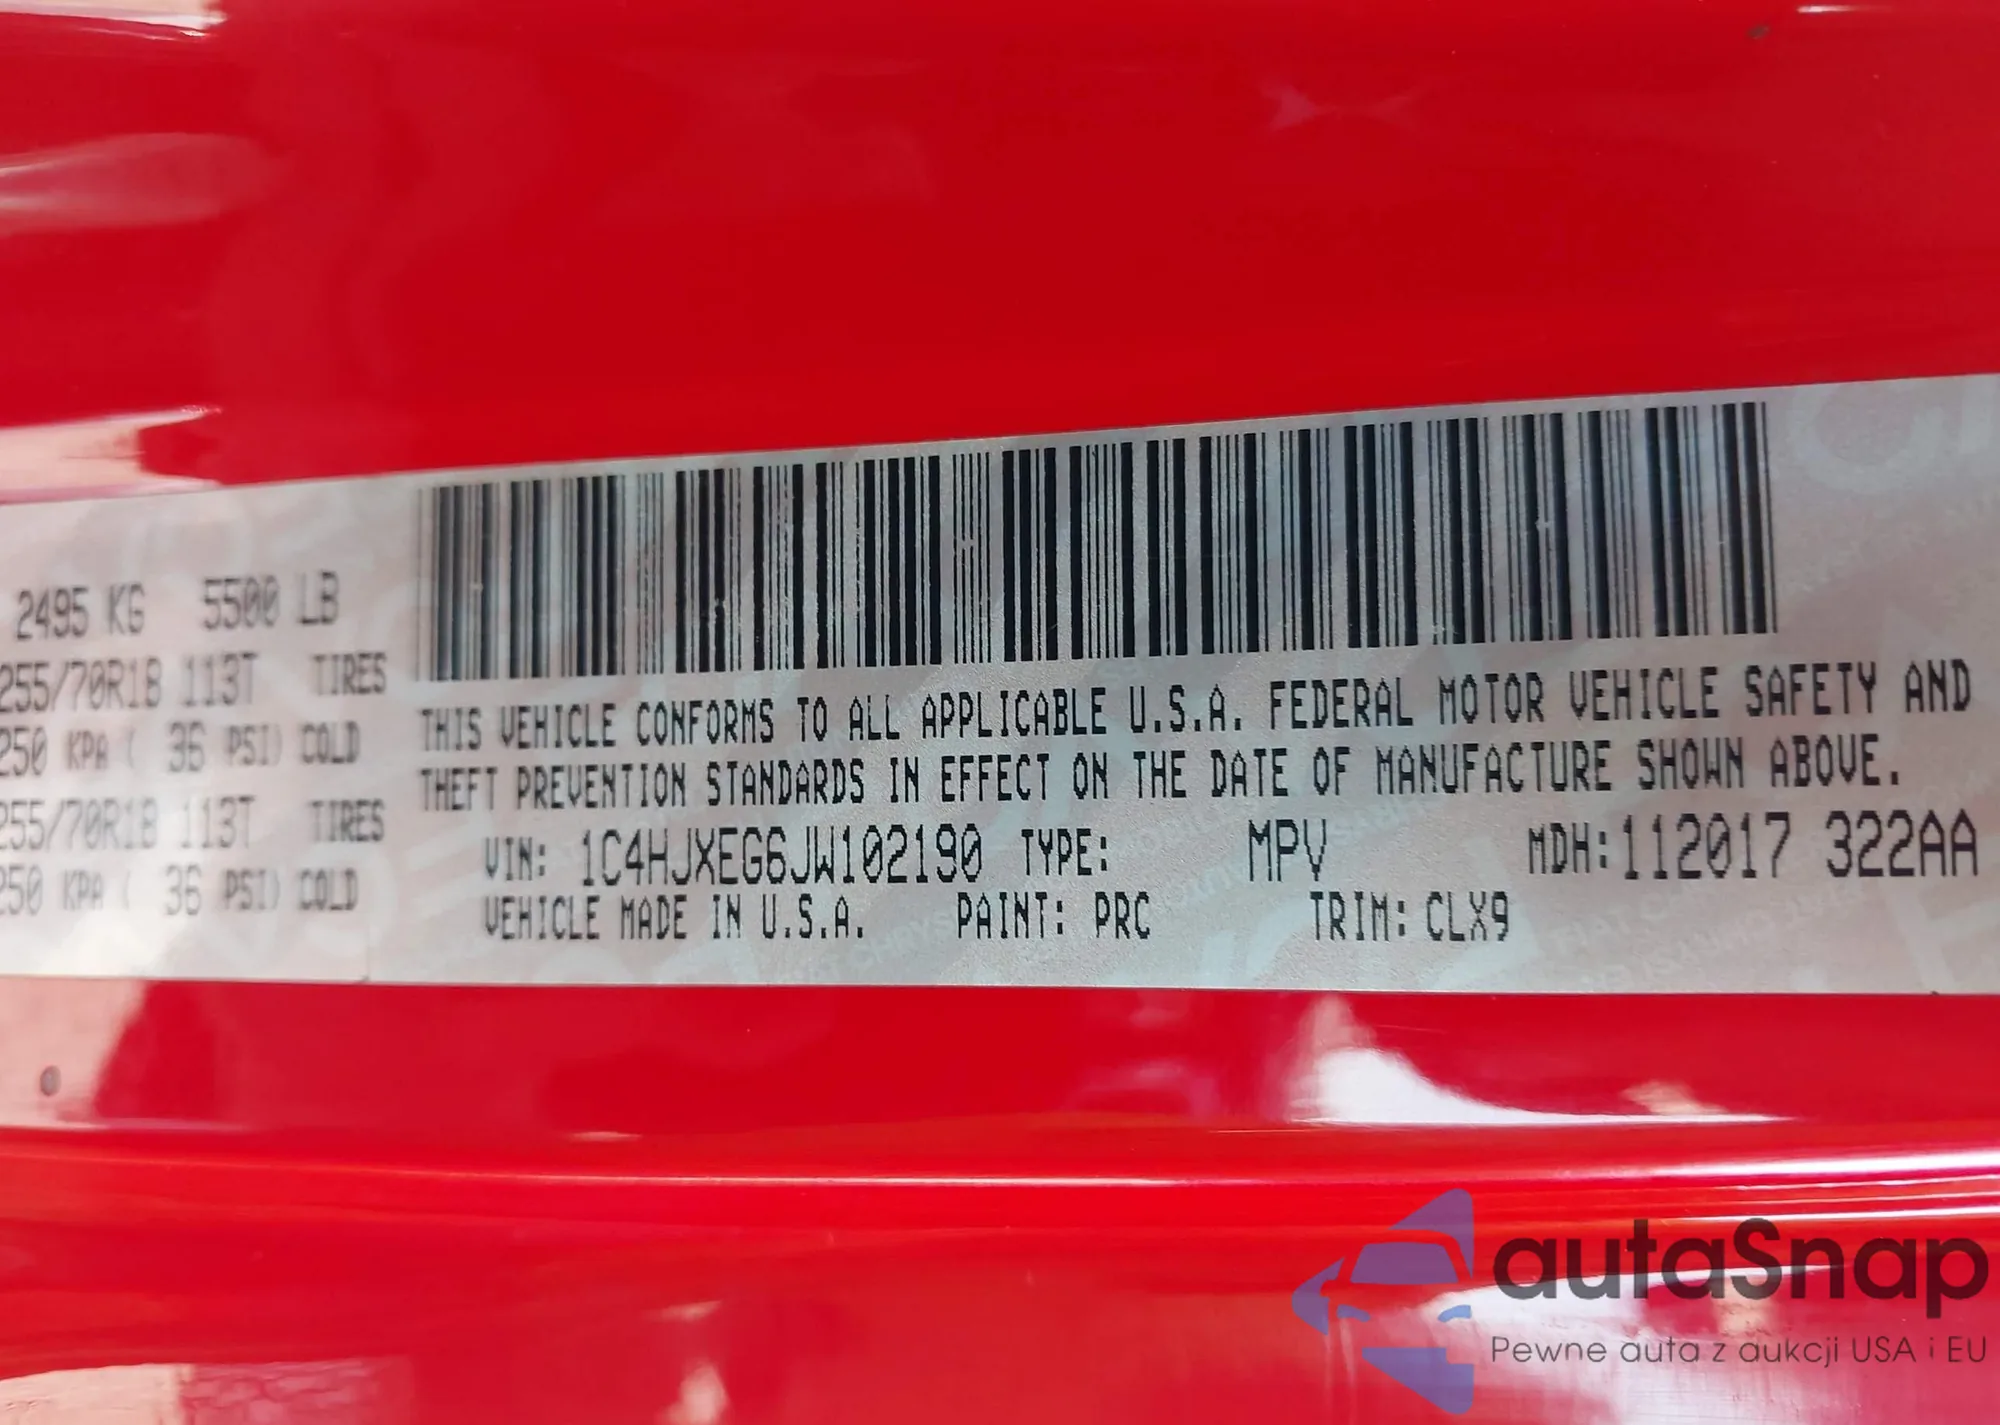 2495 KG 5500 LB
255/70R18 113T TIRES
250 KPA ( 36 PSI) COLD
255/70R18 113T TIRES
250 KPA ( 36 PSI) COLD
THIS VEHICLE CONFORMS TO ALL APPLICABLE U.S.A. FEDERAL MOTOR VEHICLE SAFETY AND
THEFT PREVENTION STANDARDS IN EFFECT ON THE DATE OF MANUFACTURE SHOWN ABOVE.
VIN: 1C4HJXEG6JW102190 TYPE: MPV MDH: 112017 322AA
VEHICLE MADE IN U.S.A. PAINT: PRC TRIM: CLX9
autaSnap
Pewne auta z aukcji USA i EU